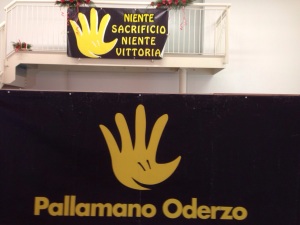 NIENTE
SACRIFICIO
NIENTE
VITTORIA
Pallamano Oderzo